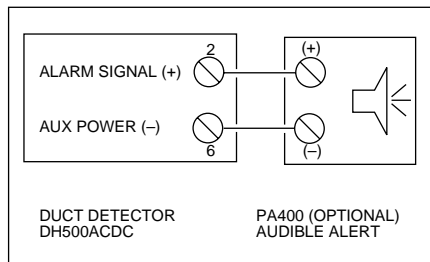 2
(+)
ALARM SIGNAL (+)
AUX POWER (–)
6
(–)
DUCT DETECTOR
DH500ACDC
PA400 (OPTIONAL)
AUDIBLE ALERT